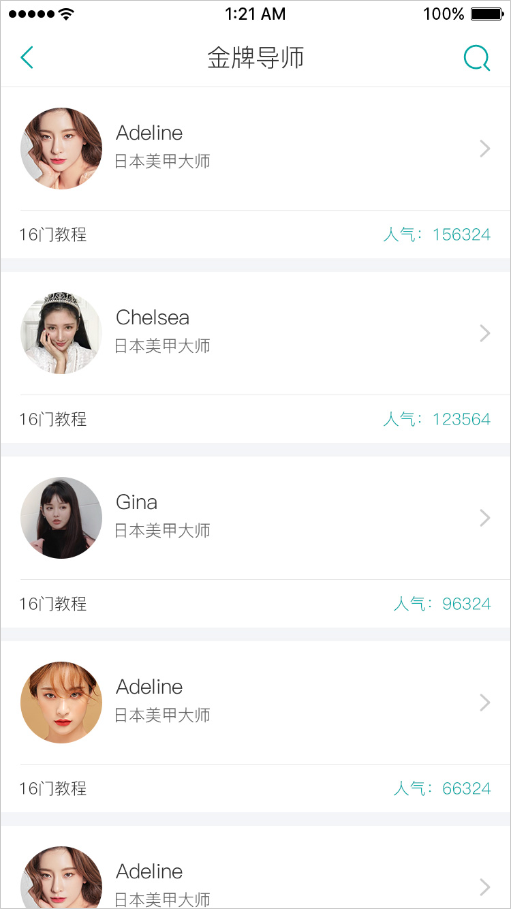 1:21 AM 100%
金牌导师
Adeline
日本美甲大师
16门教程 人气：156324
Chelsea
日本美甲大师
16门教程 人气：123564
Gina
日本美甲大师
16门教程 人气：96324
Adeline
日本美甲大师
16门教程 人气：66324
Adeline
日本美甲大师